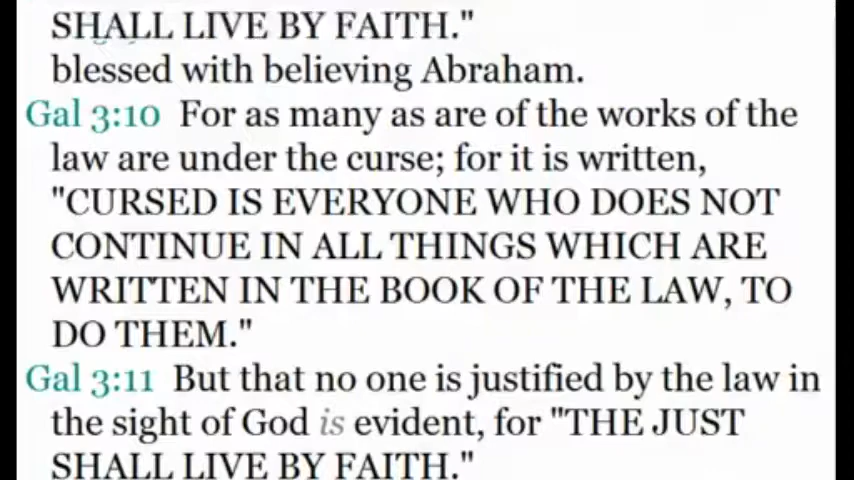 SHALL LIVE BY FAITH."
blessed with believing Abraham.
Gal 3:10 For as many as are of the works of the
law are under the curse; for it is written,
"CURSED IS EVERYONE WHO DOES NOT
CONTINUE IN ALL THINGS WHICH ARE
WRITTEN IN THE BOOK OF THE LAW, TO
DO THEM."
Gal 3:11 But that no one is justified by the law in
the sight of God is evident, for "THE JUST
SHALL LIVE BY FAITH."